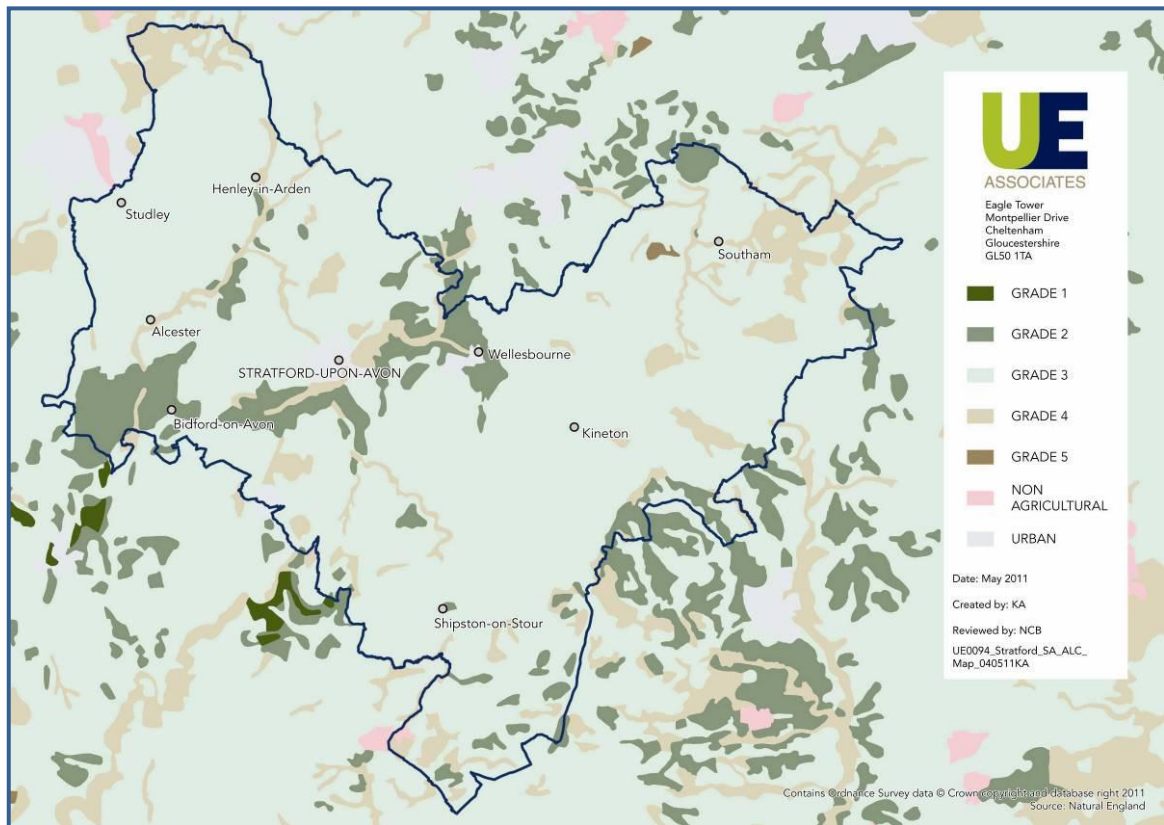 Henley-in-Arden
Studley
Southam
Alcester
Wellesbourne
STRATFORD-UPON-AVON
Bidford-on-Avon
Kineton
Shipston-on-Stour
UE
ASSOCIATES
Eagle Tower
Montpellier Drive
Cheltenham
Gloucestershire
GL50 1TA
GRADE 1
GRADE 2
GRADE 3
GRADE 4
GRADE 5
NON
AGRICULTURAL
URBAN
Date: May 2011
Created by: KA
Reviewed by: NCB
UE0094_Stratford_SA_ALC_
Map_040511KA
Contains Ordnance Survey data © Crown copyright and database right 2011
Source: Natural England